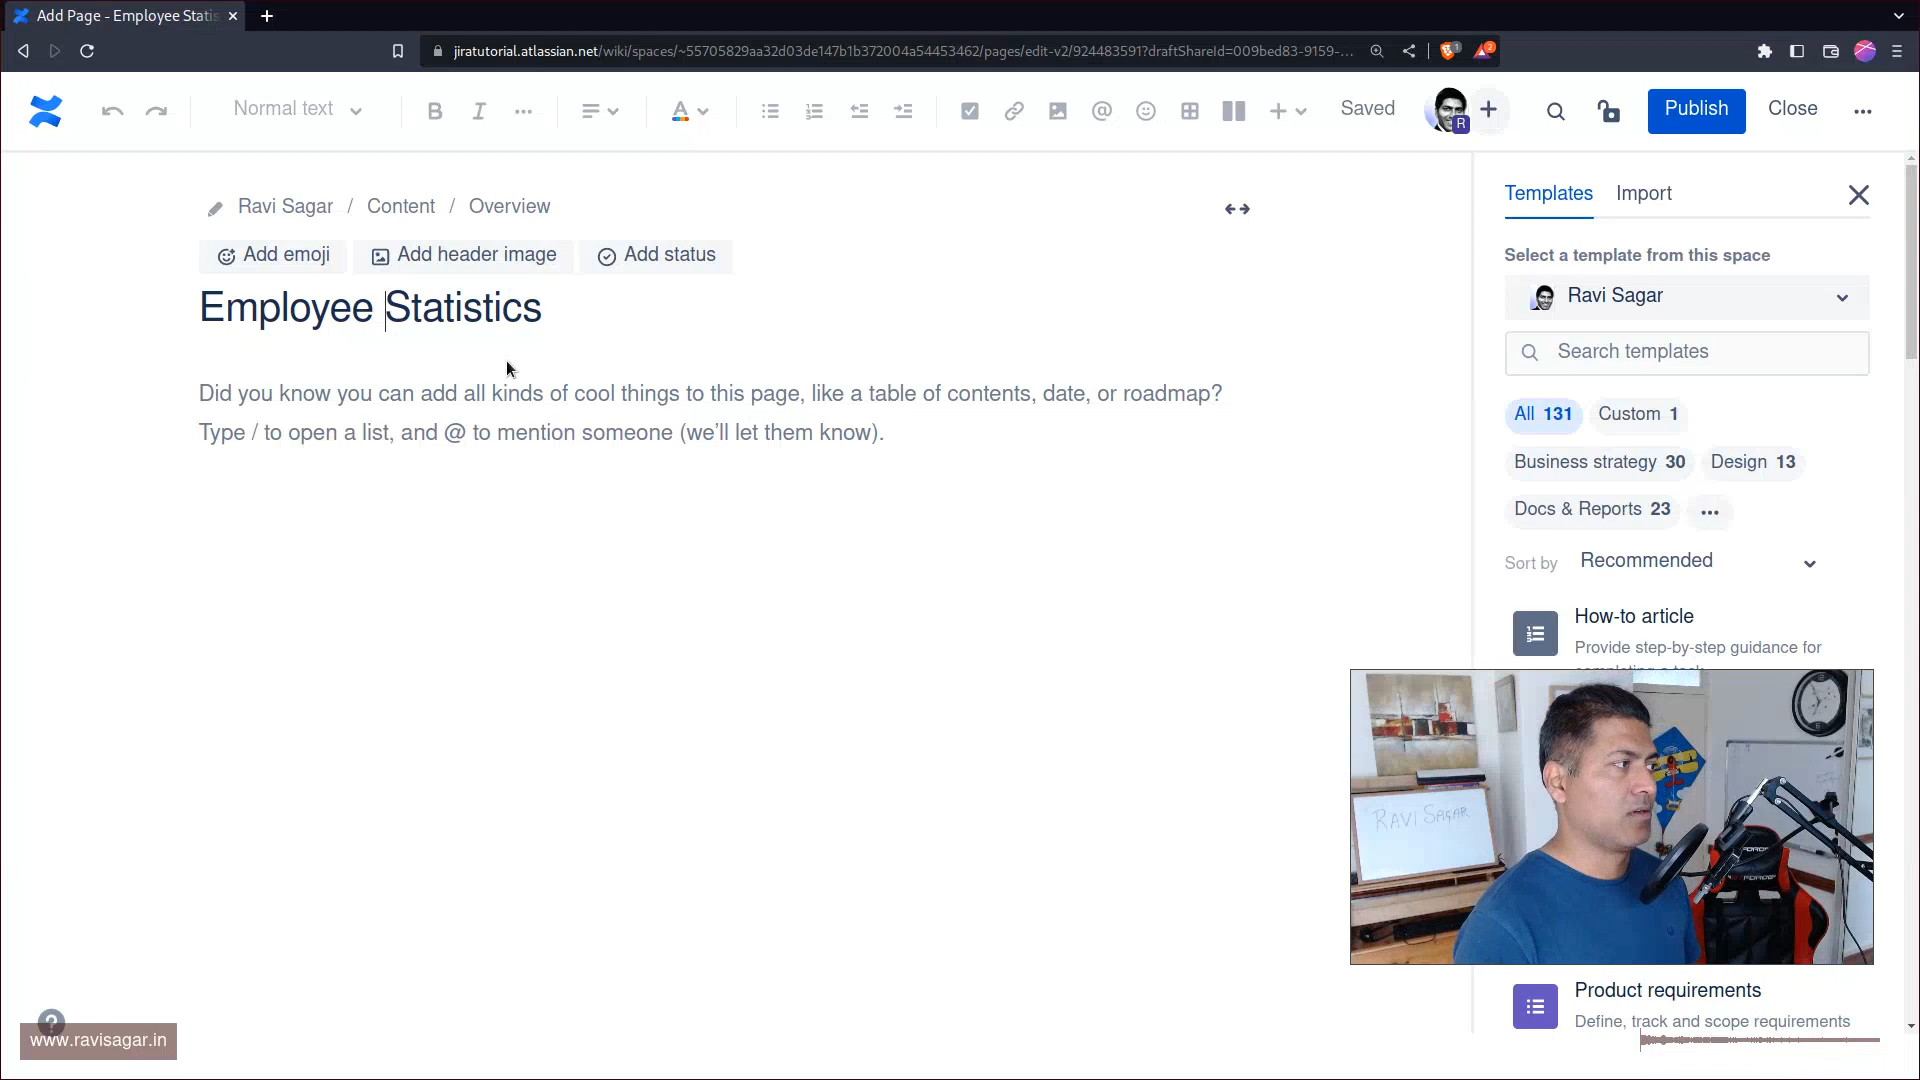 Add Page - Employee Statis
jiratutorial.atlassian.net/wiki/spaces/~55705829aa32d03de147b1b372004a54453462/pages/edit-v2/924483591?draftShareId=009bed83-9159-...
1
2
Normal text
Saved
R
Publish
Close
Ravi Sagar / Content / Overview
Add emoji
Add header image
Add status
Employee Statistics
Did you know you can add all kinds of cool things to this page, like a table of contents, date, or roadmap?
Type / to open a list, and @ to mention someone (we'll let them know).
Templates
Import
Select a template from this space
Ravi Sagar
Search templates
All 131
Custom 1
Business strategy 30
Design 13
Docs & Reports 23
Sort by
Recommended
How-to article
Provide step-by-step guidance for
RAVI SAGAR
Product requirements
Define, track and scope requirements
www.ravisagar.in